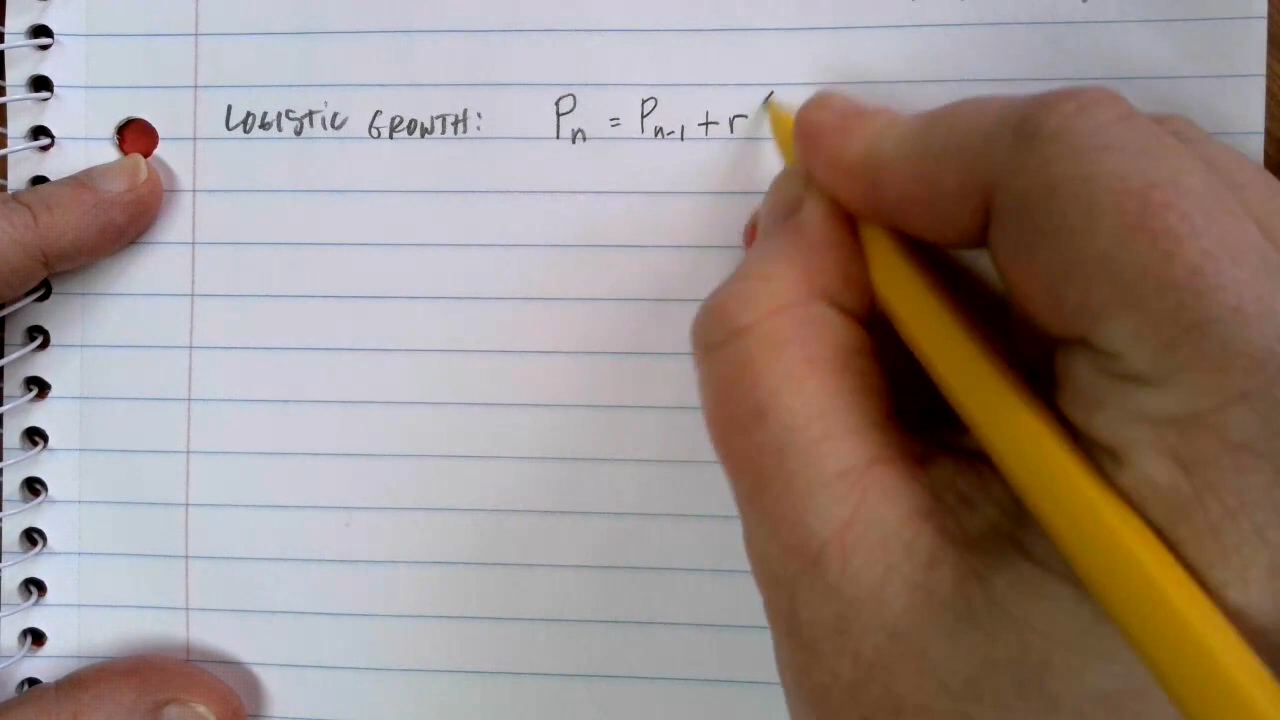 LOGISTIC GROWTH: Pn = Pn-1 + r (